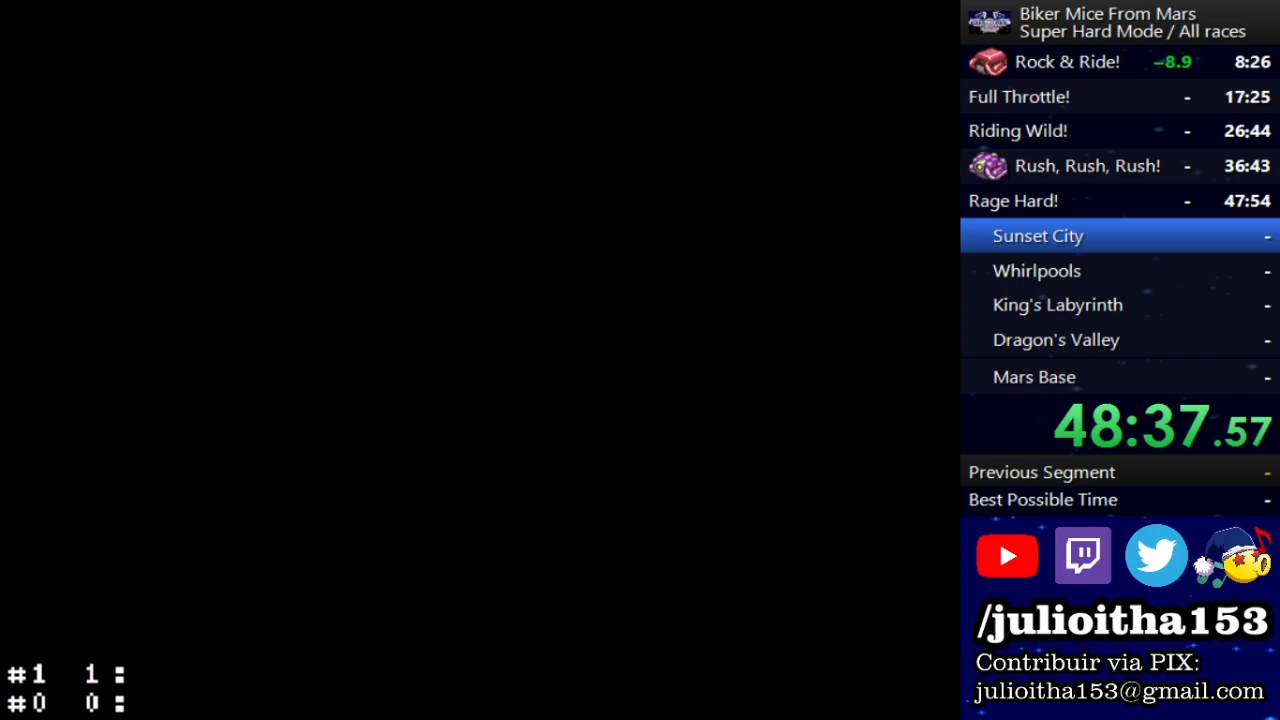 Biker Mice From Mars
Super Hard Mode / All races
Rock & Ride! −8.9 8:26
Full Throttle! - 17:25
Riding Wild! - 26:44
Rush, Rush, Rush! - 36:43
Rage Hard! - 47:54
Sunset City -
Whirlpools -
King's Labyrinth -
Dragon's Valley -
Mars Base -
48:37.57
Previous Segment -
Best Possible Time -
/julioitha153
Contribuir via PIX:
julioitha153@gmail.com
#1 1:
#0 0: